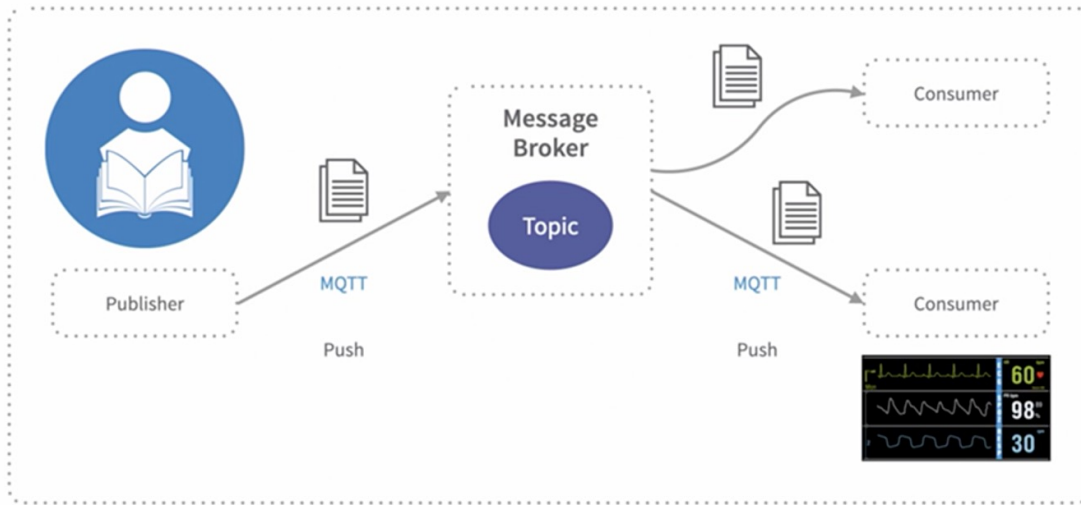 Message
Broker
Topic
Publisher
MQTT
Push
MQTT
Push
Consumer
Consumer
60
98
%
30